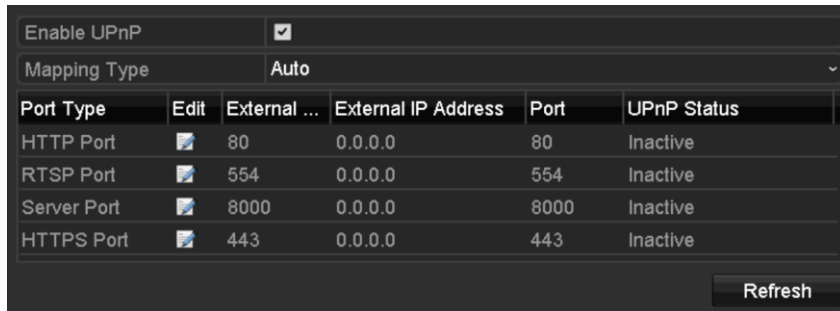 Enable UPnP
Mapping Type Auto
Port Type Edit External ... External IP Address Port UPnP Status
HTTP Port 80 0.0.0.0 80 Inactive
RTSP Port 554 0.0.0.0 554 Inactive
Server Port 8000 0.0.0.0 8000 Inactive
HTTPS Port 443 0.0.0.0 443 Inactive
Refresh